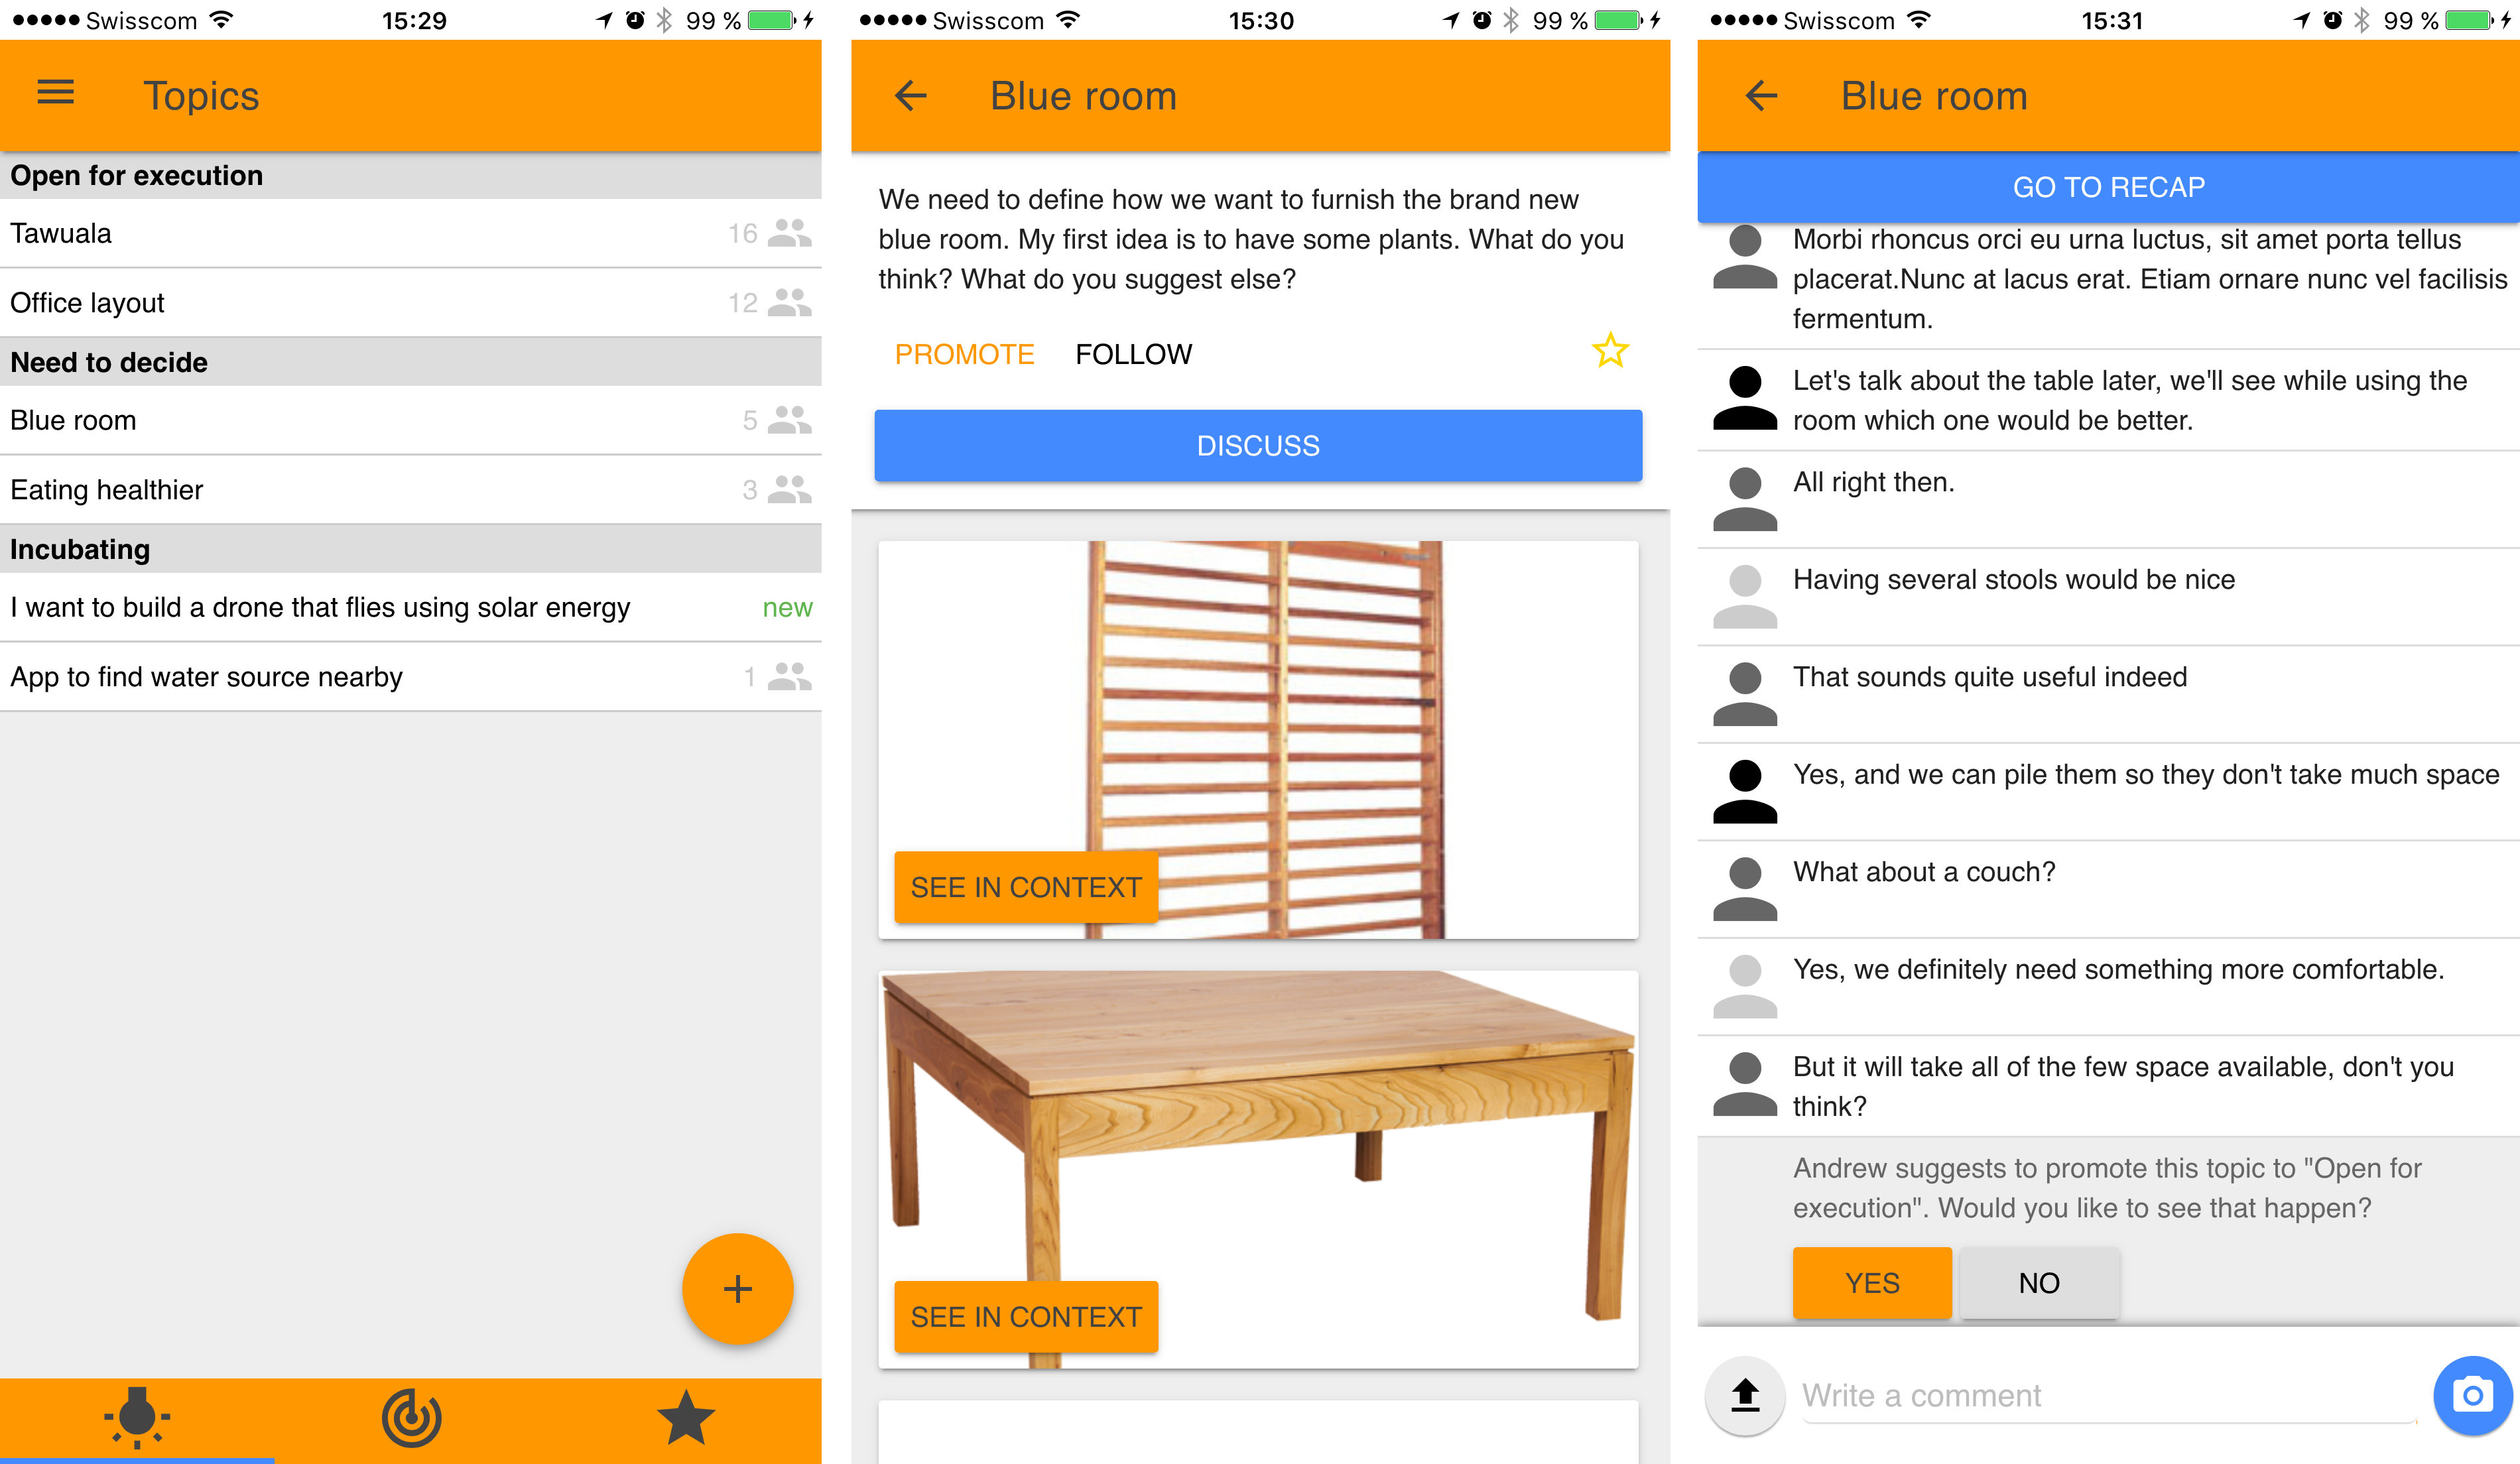 Swisscom 15:29 99 %
Topics
Open for execution
Tawuala 16
Office layout 12
Need to decide
Blue room 5
Eating healthier 3
Incubating
I want to build a drone that flies using solar energy new
App to find water source nearby 1
Swisscom 15:30 99 %
Blue room
We need to define how we want to furnish the brand new
blue room. My first idea is to have some plants. What do you
think? What do you suggest else?
PROMOTE FOLLOW
DISCUSS
SEE IN CONTEXT
SEE IN CONTEXT
Swisscom 15:31 99 %
Blue room
GO TO RECAP
Morbi rhoncus orci eu urna luctus, sit amet porta tellus
placerat.Nunc at lacus erat. Etiam ornare nunc vel facilisis
fermentum.
Let's talk about the table later, we'll see while using the
room which one would be better.
All right then.
Having several stools would be nice
That sounds quite useful indeed
Yes, and we can pile them so they don't take much space
What about a couch?
Yes, we definitely need something more comfortable.
But it will take all of the few space available, don't you
think?
Andrew suggests to promote this topic to "Open for
execution". Would you like to see that happen?
YES NO
Write a comment